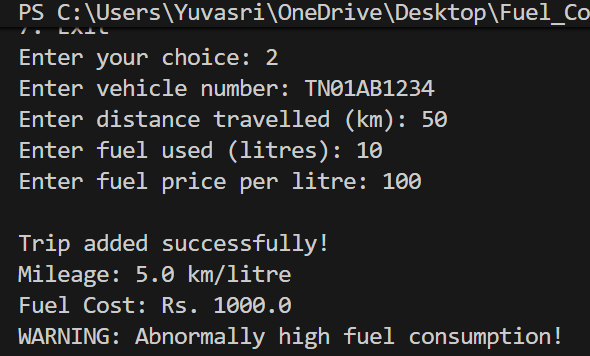 PS C:\Users\Yuvasri\OneDrive\Desktop\Fuel_Co
7. Exit
Enter your choice: 2
Enter vehicle number: TN01AB1234
Enter distance travelled (km): 50
Enter fuel used (litres): 10
Enter fuel price per litre: 100
Trip added successfully!
Mileage: 5.0 km/litre
Fuel Cost: Rs. 1000.0
WARNING: Abnormally high fuel consumption!